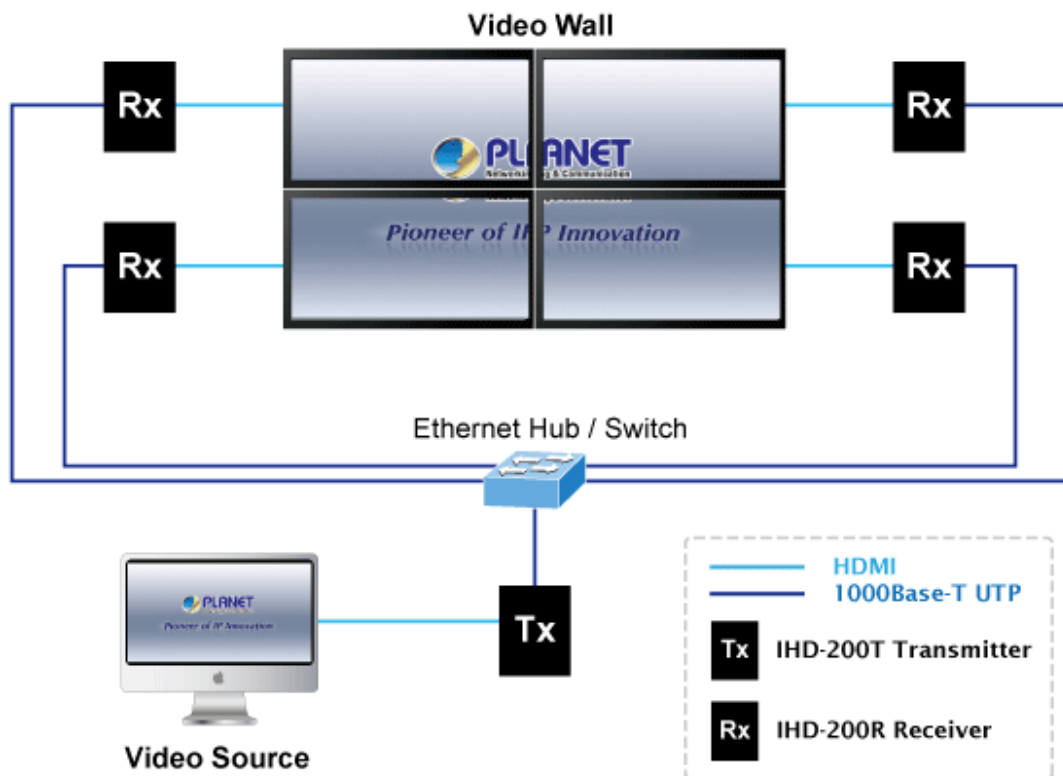 Video Wall
Rx
Rx
PLANET
Networking & Communication
Rx
Rx
Pioneer of IP Innovation
Ethernet Hub / Switch
PLANET
Pioneer of IP Innovation
Tx
Video Source
HDMI
1000Base-T UTP
Tx IHD-200T Transmitter
Rx IHD-200R Receiver